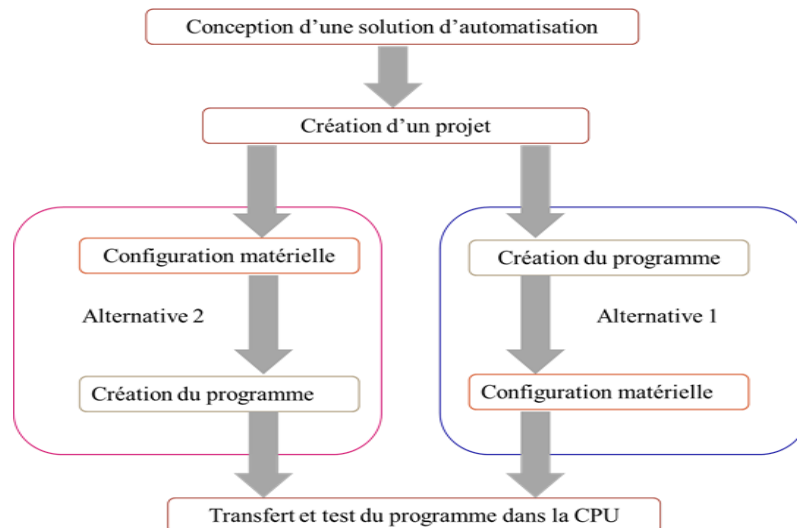 Conception d’une solution d’automatisation
Création d’un projet
Configuration matérielle
Alternative 2
Création du programme
Création du programme
Alternative 1
Configuration matérielle
Transfert et test du programme dans la CPU